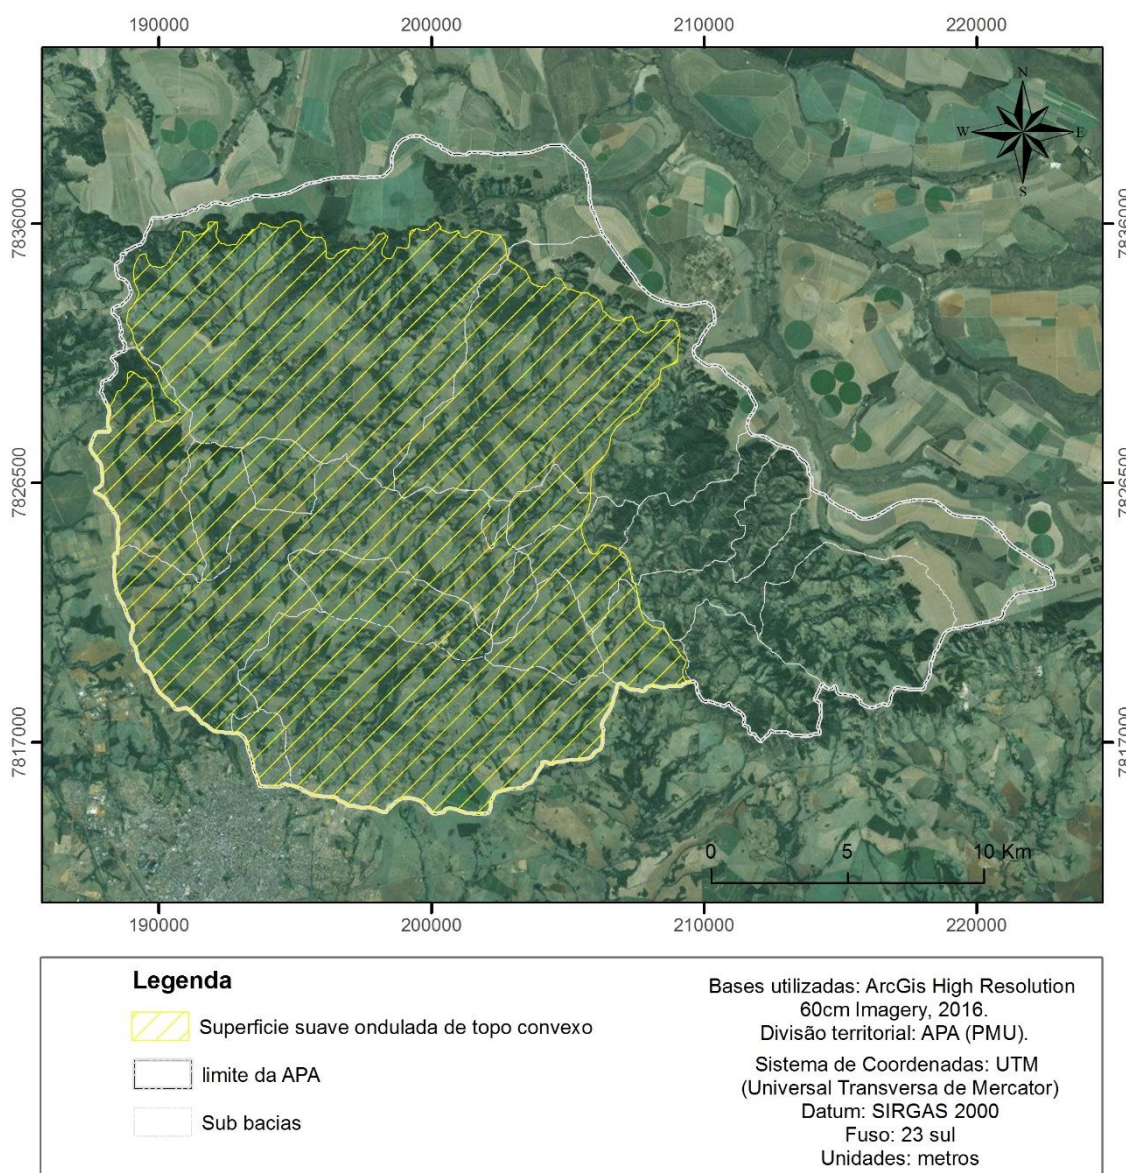 190000 200000 210000 220000
N
W E
S
7836000 7836000
7826500 7826500
7817000 7817000
0 5 10 Km
190000 200000 210000 220000
Legenda
Superficie suave ondulada de topo convexo
limite da APA
Sub bacias
Bases utilizadas: ArcGis High Resolution
60cm Imagery, 2016.
Divisão territorial: APA (PMU).
Sistema de Coordenadas: UTM
(Universal Transversa de Mercator)
Datum: SIRGAS 2000
Fuso: 23 sul
Unidades: metros